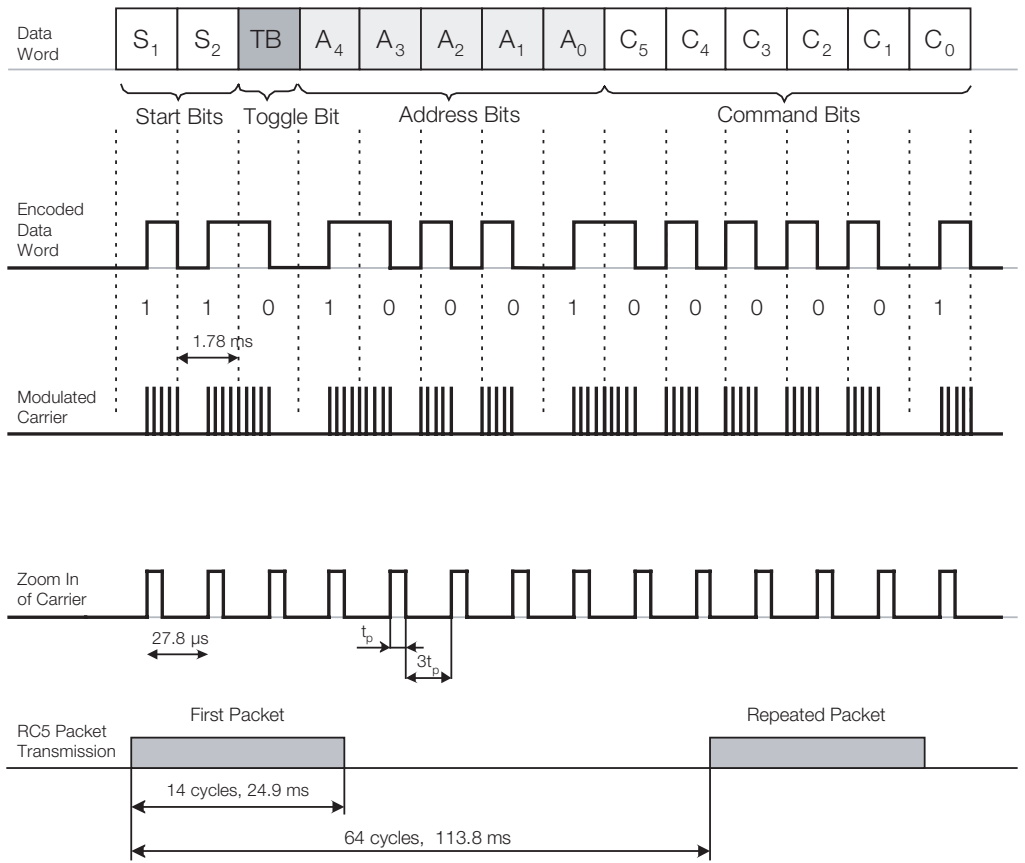 Data
Word
S1 S2 TB A4 A3 A2 A1 A0 C5 C4 C3 C2 C1 C0
Start Bits Toggle Bit Address Bits Command Bits
Encoded
Data
Word
1 1 0 1 0 0 0 1 0 0 0 0 0 1
1.78 ms
Modulated
Carrier
Zoom In
of Carrier
27.8 µs
tp
3tp
RC5 Packet
Transmission
First Packet
Repeated Packet
14 cycles, 24.9 ms
64 cycles, 113.8 ms